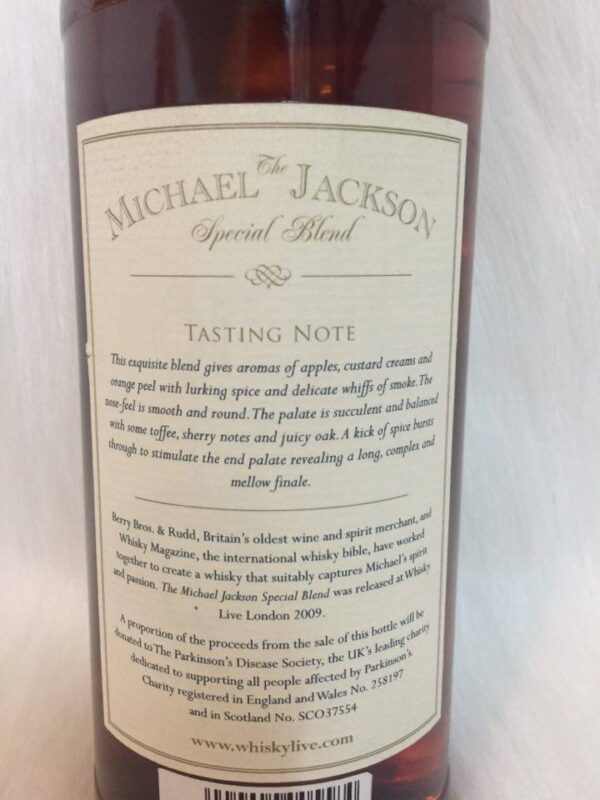 The
MICHAEL JACKSON
Special Blend
TASTING NOTE
This exquisite blend gives aromas of apples, custard creams and
orange peel with lurking spice and delicate whiffs of smoke. The
nose-feel is smooth and round. The palate is succulent and balanced
with some toffee, sherry notes and juicy oak. A kick of spice bursts
through to stimulate the end palate revealing a long, complex and
mellow finale.
Berry Bros. & Rudd, Britain's oldest wine and spirit merchant, and
Whisky Magazine, the international whisky bible, have worked
together to create a whisky that suitably captures Michael's spirit
and passion. The Michael Jackson Special Blend was released at Whisky
Live London 2009.
A proportion of the proceeds from the sale of this bottle will be
donated to The Parkinson's Disease Society, the UK's leading charity
dedicated to supporting all people affected by Parkinson's.
Charity registered in England and Wales No. 258197
and in Scotland No. SCO37554
www.whiskylive.com